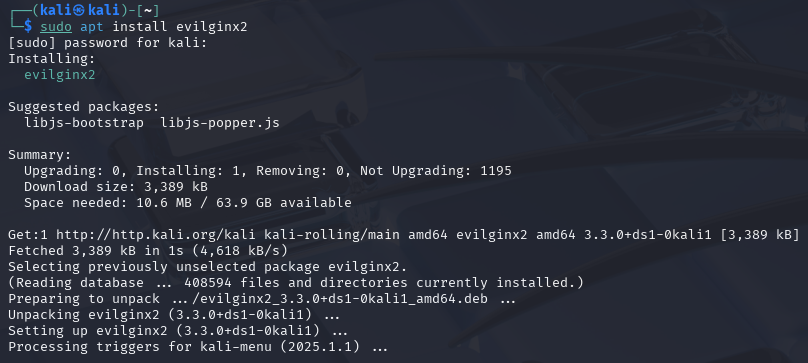 ┌──(kali㉿kali)-[~]
└─$ sudo apt install evilginx2
[sudo] password for kali:
Installing:
  evilginx2

Suggested packages:
  libjs-bootstrap  libjs-popper.js

Summary:
  Upgrading: 0, Installing: 1, Removing: 0, Not Upgrading: 1195
  Download size: 3,389 kB
  Space needed: 10.6 MB / 63.9 GB available

Get:1 http://http.kali.org/kali kali-rolling/main amd64 evilginx2 amd64 3.3.0+ds1-0kali1 [3,389 kB]
Fetched 3,389 kB in 1s (4,618 kB/s)
Selecting previously unselected package evilginx2.
(Reading database ... 408594 files and directories currently installed.)
Preparing to unpack .../evilginx2_3.3.0+ds1-0kali1_amd64.deb ...
Unpacking evilginx2 (3.3.0+ds1-0kali1) ...
Setting up evilginx2 (3.3.0+ds1-0kali1) ...
Processing triggers for kali-menu (2025.1.1) ...